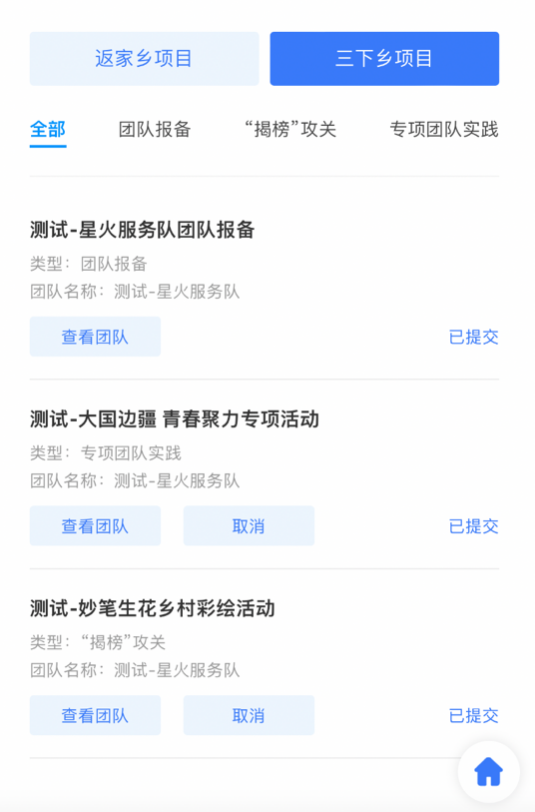 返家乡项目 三下乡项目
全部 团队报备 “揭榜”攻关 专项团队实践
测试-星火服务队团队报备
类型：团队报备
团队名称：测试-星火服务队
查看团队 已提交
测试-大国边疆 青春聚力专项活动
类型：专项团队实践
团队名称：测试-星火服务队
查看团队 取消 已提交
测试-妙笔生花乡村彩绘活动
类型：“揭榜”攻关
团队名称：测试-星火服务队
查看团队 取消 已提交